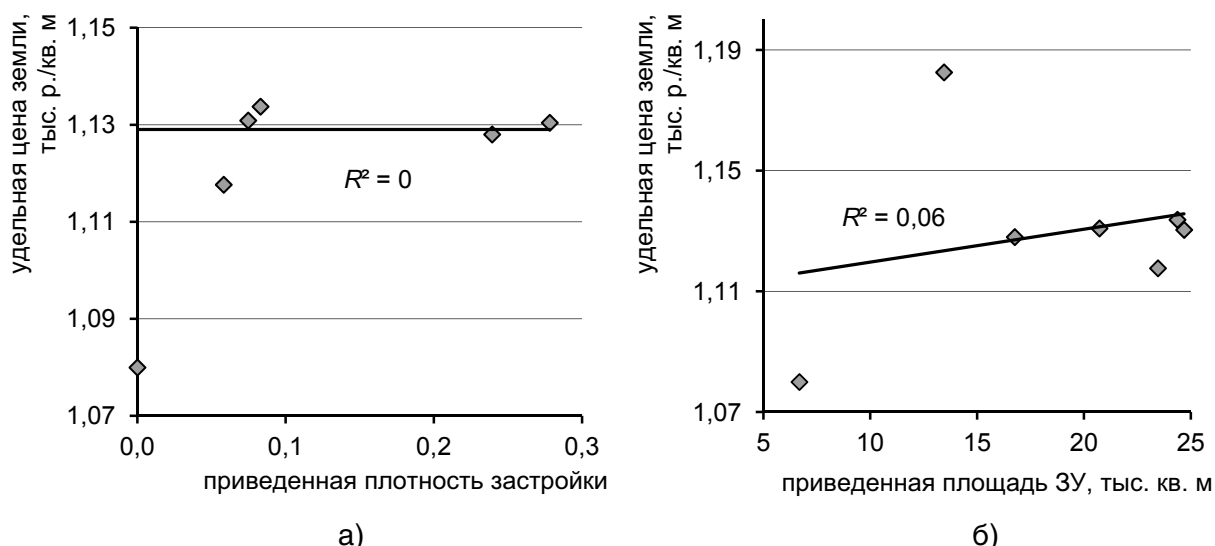 удельная цена земли,
тыс. р./кв. м
1,15
1,13
1,11
1,09
1,07
R² = 0
0,0
0,1
0,2
0,3
приведенная плотность застройки
а)
удельная цена земли,
тыс. р./кв. м
1,19
1,15
1,11
1,07
R² = 0,06
5
10
15
20
25
приведенная площадь ЗУ, тыс. кв. м
б)